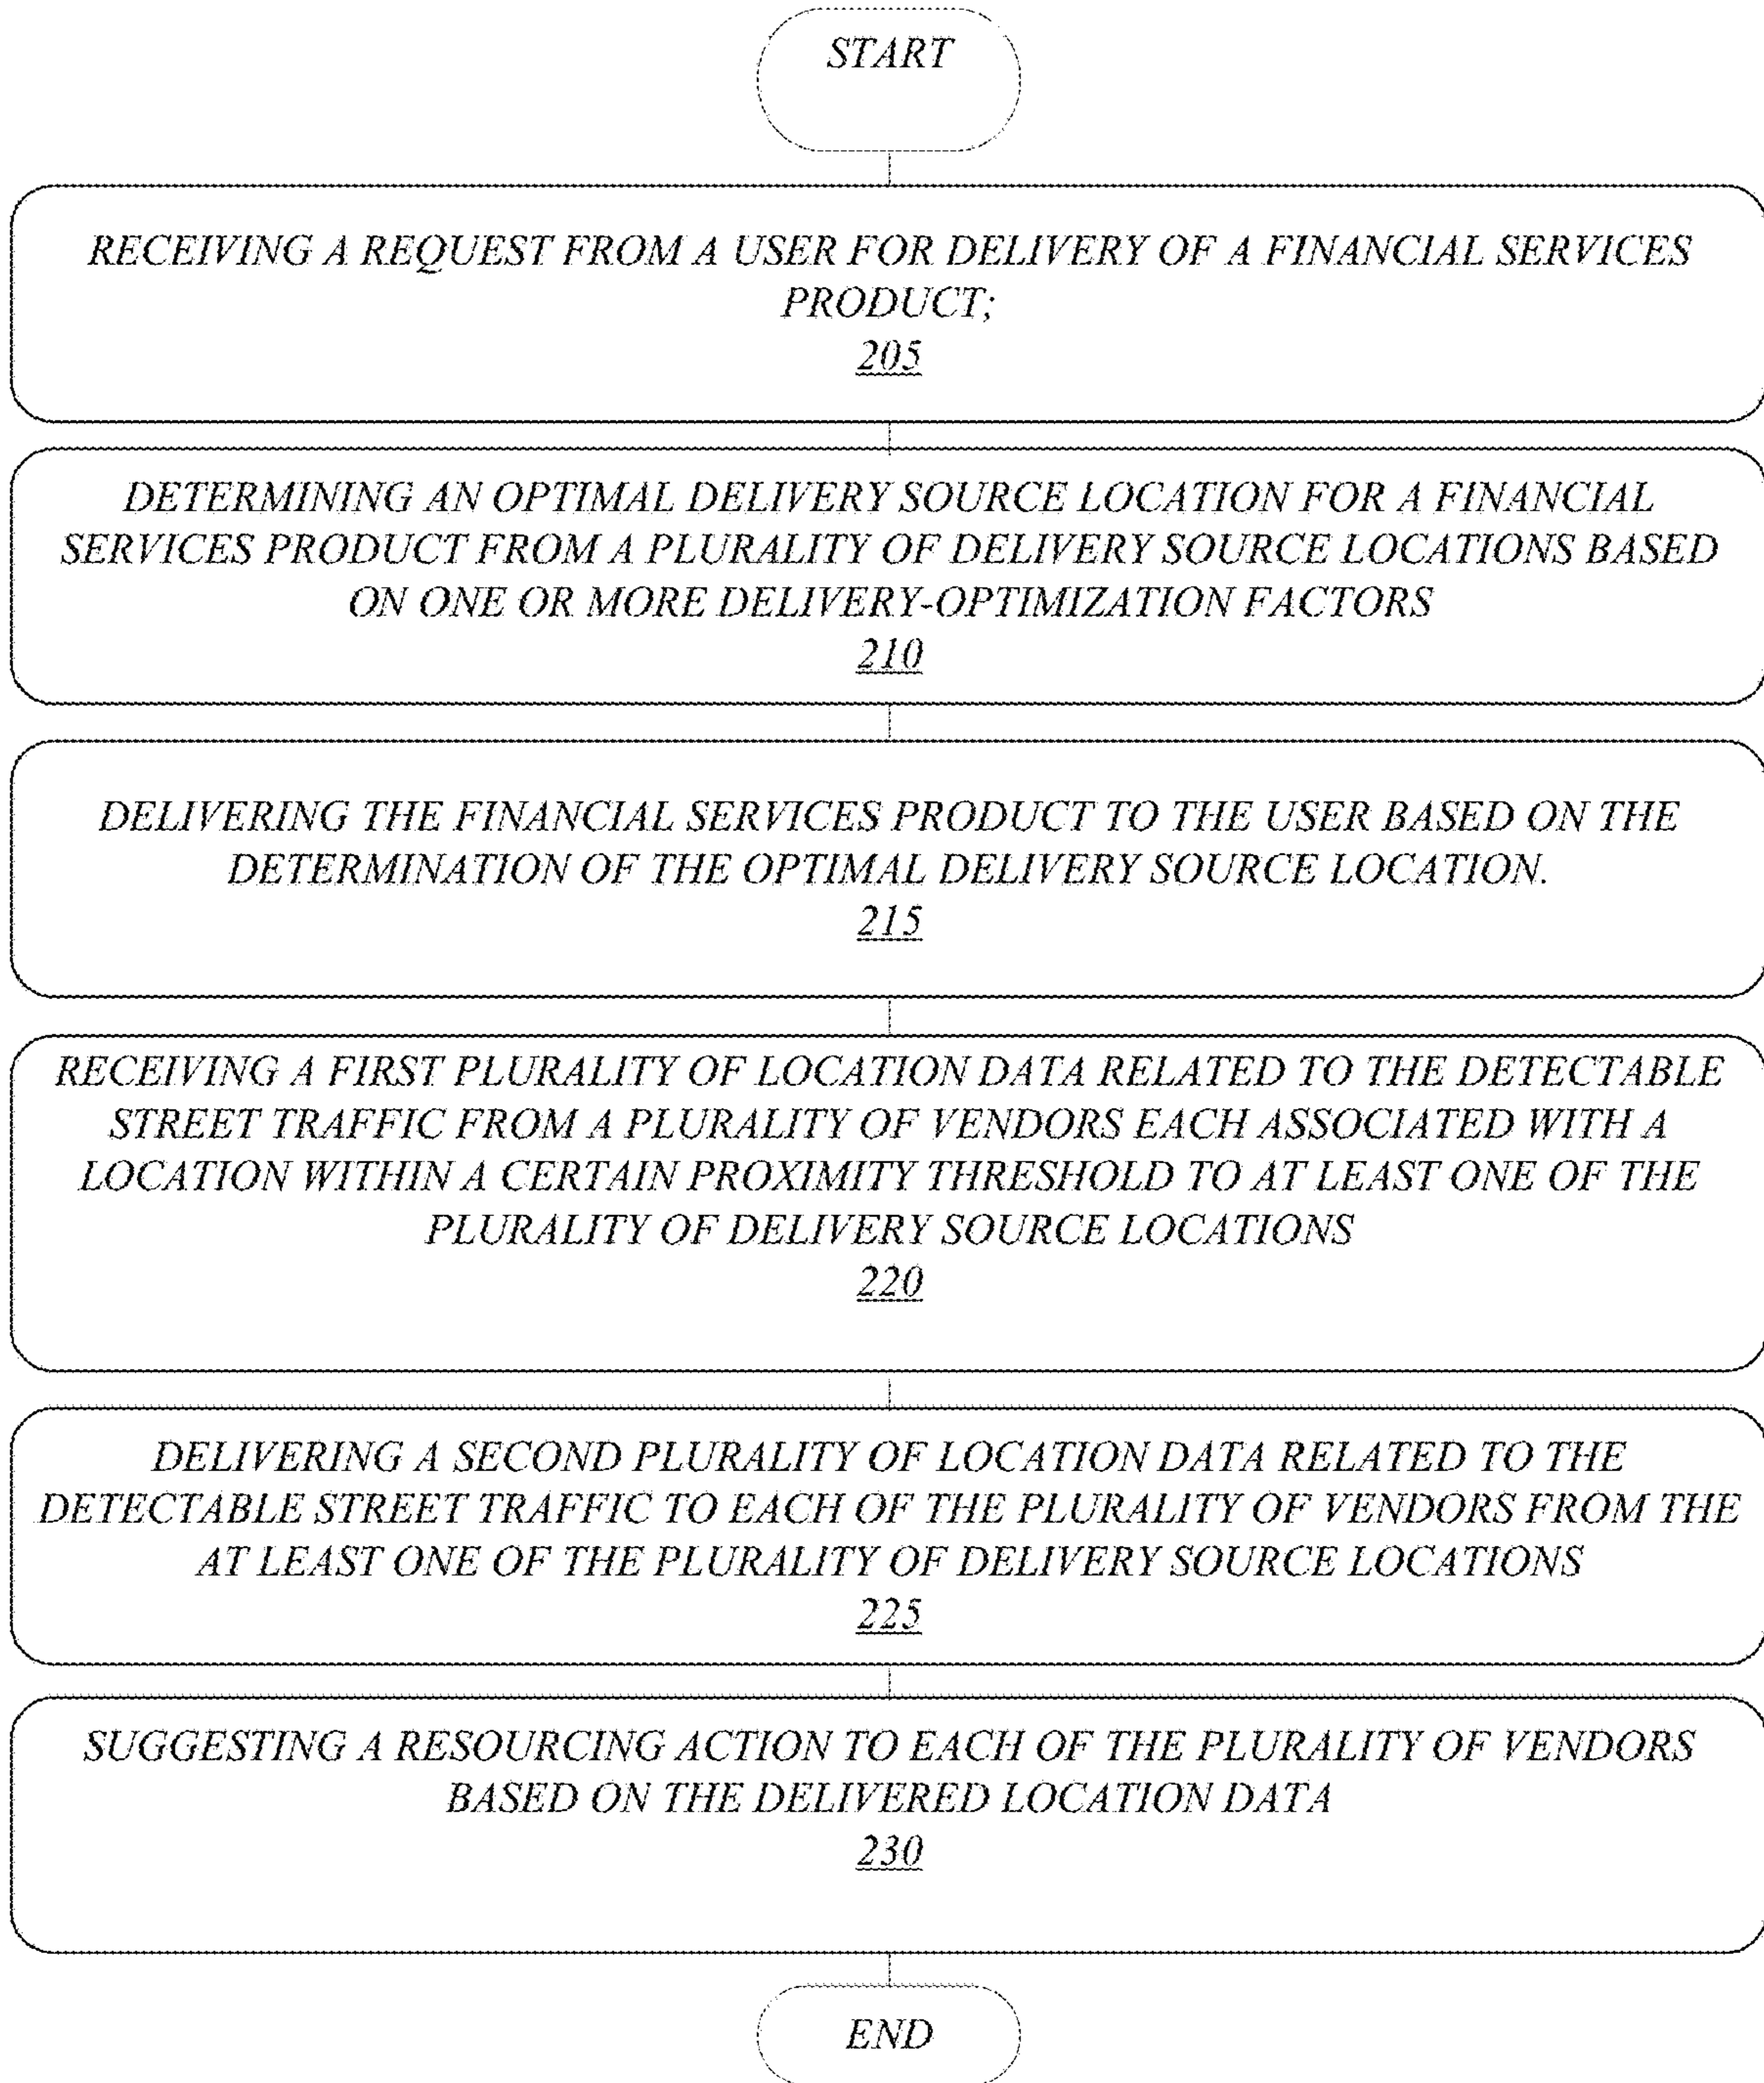 START
RECEIVING A REQUEST FROM A USER FOR DELIVERY OF A FINANCIAL SERVICES
PRODUCT;
205
DETERMINING AN OPTIMAL DELIVERY SOURCE LOCATION FOR A FINANCIAL
SERVICES PRODUCT FROM A PLURALITY OF DELIVERY SOURCE LOCATIONS BASED
ON ONE OR MORE DELIVERY-OPTIMIZATION FACTORS
210
DELIVERING THE FINANCIAL SERVICES PRODUCT TO THE USER BASED ON THE
DETERMINATION OF THE OPTIMAL DELIVERY SOURCE LOCATION.
215
RECEIVING A FIRST PLURALITY OF LOCATION DATA RELATED TO THE DETECTABLE
STREET TRAFFIC FROM A PLURALITY OF VENDORS EACH ASSOCIATED WITH A
LOCATION WITHIN A CERTAIN PROXIMITY THRESHOLD TO AT LEAST ONE OF THE
PLURALITY OF DELIVERY SOURCE LOCATIONS
220
DELIVERING A SECOND PLURALITY OF LOCATION DATA RELATED TO THE
DETECTABLE STREET TRAFFIC TO EACH OF THE PLURALITY OF VENDORS FROM THE
AT LEAST ONE OF THE PLURALITY OF DELIVERY SOURCE LOCATIONS
225
SUGGESTING A RESOURCING ACTION TO EACH OF THE PLURALITY OF VENDORS
BASED ON THE DELIVERED LOCATION DATA
230
END